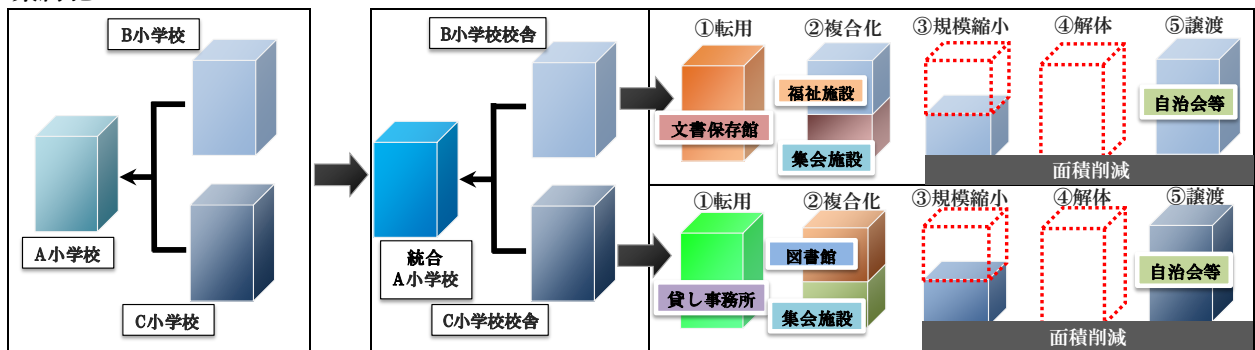 B小学校
A小学校
C小学校
B小学校校舎
統合
A小学校
C小学校校舎
①転用
②複合化
③規模縮小
④解体
⑤譲渡
福祉施設
文書保存館
集会施設
自治会等
面積削減
①転用
②複合化
③規模縮小
④解体
⑤譲渡
図書館
貸し事務所
集会施設
自治会等
面積削減